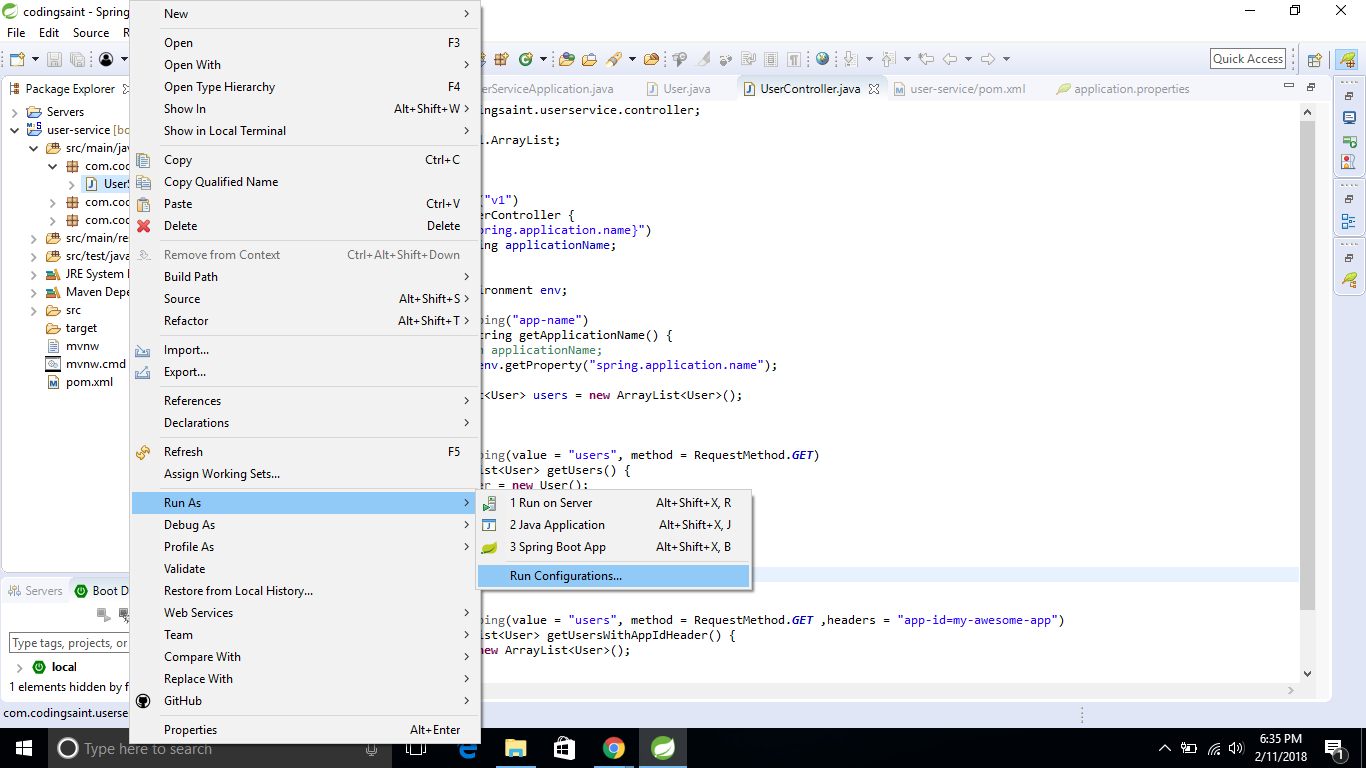 codingsaint - Spring
File Edit Source R
Quick Access
Package Explorer
Servers
user-service [bo
src/main/jav
com.cod
UserS
com.cod
com.cod
src/main/re
src/test/java
JRE System
Maven Depe
src
target
mvnw
mvnw.cmd
pom.xml
Servers Boot D
Type tags, projects, or
local
1 elements hidden by f
com.codingsaint.userse
New
Open F3
Open With
Open Type Hierarchy F4
Show In Alt+Shift+W
Show in Local Terminal
Copy Ctrl+C
Copy Qualified Name
Paste Ctrl+V
Delete Delete
Remove from Context Ctrl+Alt+Shift+Down
Build Path
Source Alt+Shift+S
Refactor Alt+Shift+T
Import...
Export...
References
Declarations
Refresh F5
Assign Working Sets...
Run As
Debug As
Profile As
Validate
Restore from Local History...
Web Services
Team
Compare With
Replace With
GitHub
Properties Alt+Enter
1 Run on Server Alt+Shift+X, R
2 Java Application Alt+Shift+X, J
3 Spring Boot App Alt+Shift+X, B
Run Configurations...
erServiceApplication.java User.java UserController.java user-service/pom.xml application.properties
ingsaint.userservice.controller;
l.ArrayList;
("v1")
erController {
pring.application.name}")
ng applicationName;
ironment env;
ping("app-name")
tring getApplicationName() {
n applicationName;
env.getProperty("spring.application.name");
t<User> users = new ArrayList<User>();
ping(value = "users", method = RequestMethod.GET)
ist<User> getUsers() {
er = new User();
ping(value = "users", method = RequestMethod.GET ,headers = "app-id=my-awesome-app")
ist<User> getUsersWithAppIdHeader() {
new ArrayList<User>();
Type here to search
6:35 PM
2/11/2018
1